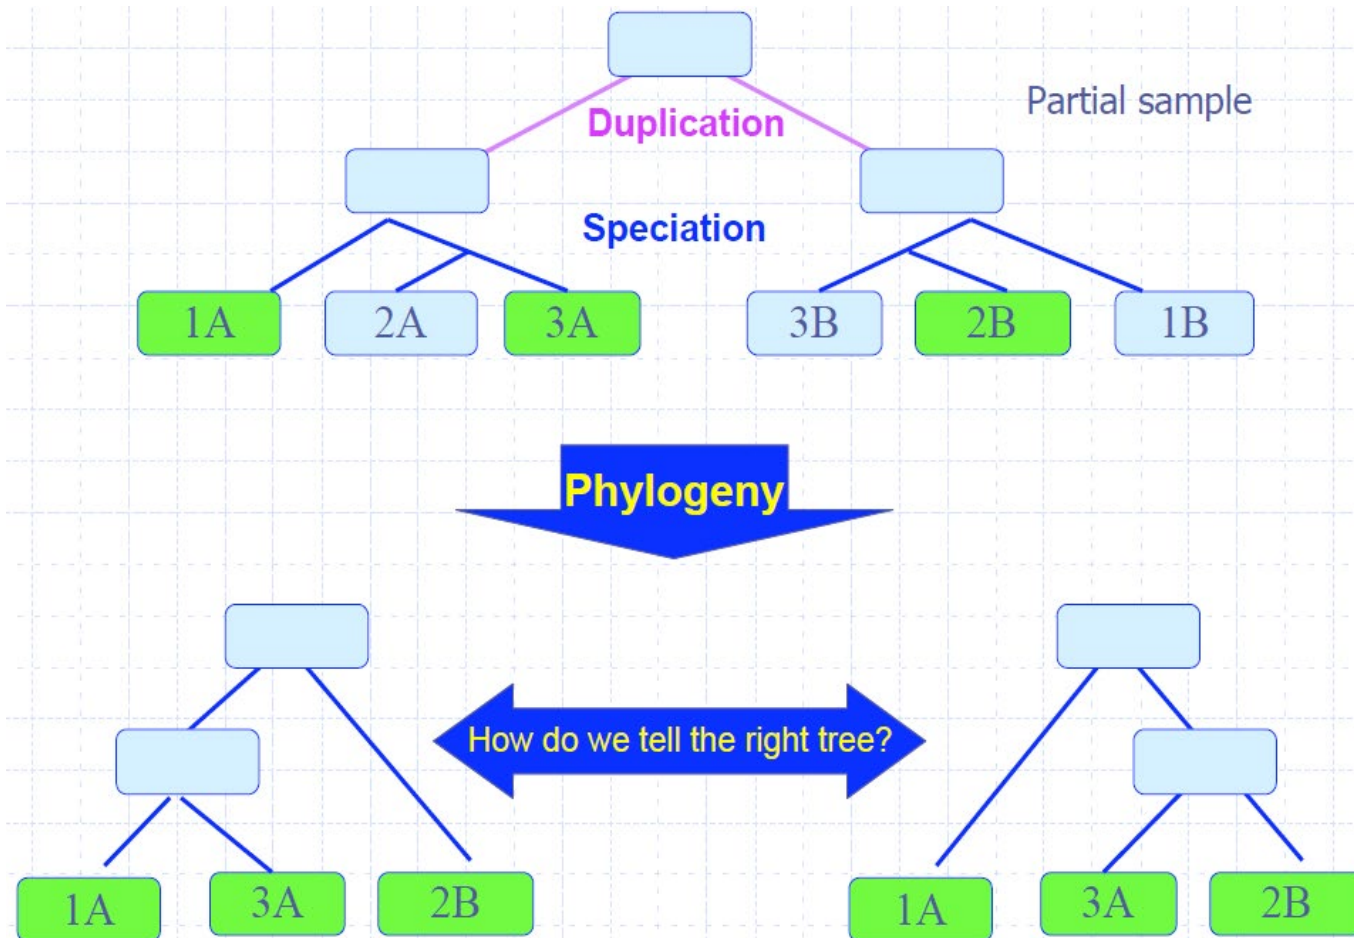 Partial sample
Duplication
Speciation
1A 2A 3A 3B 2B 1B
Phylogeny
How do we tell the right tree?
1A 3A 2B 1A 3A 2B